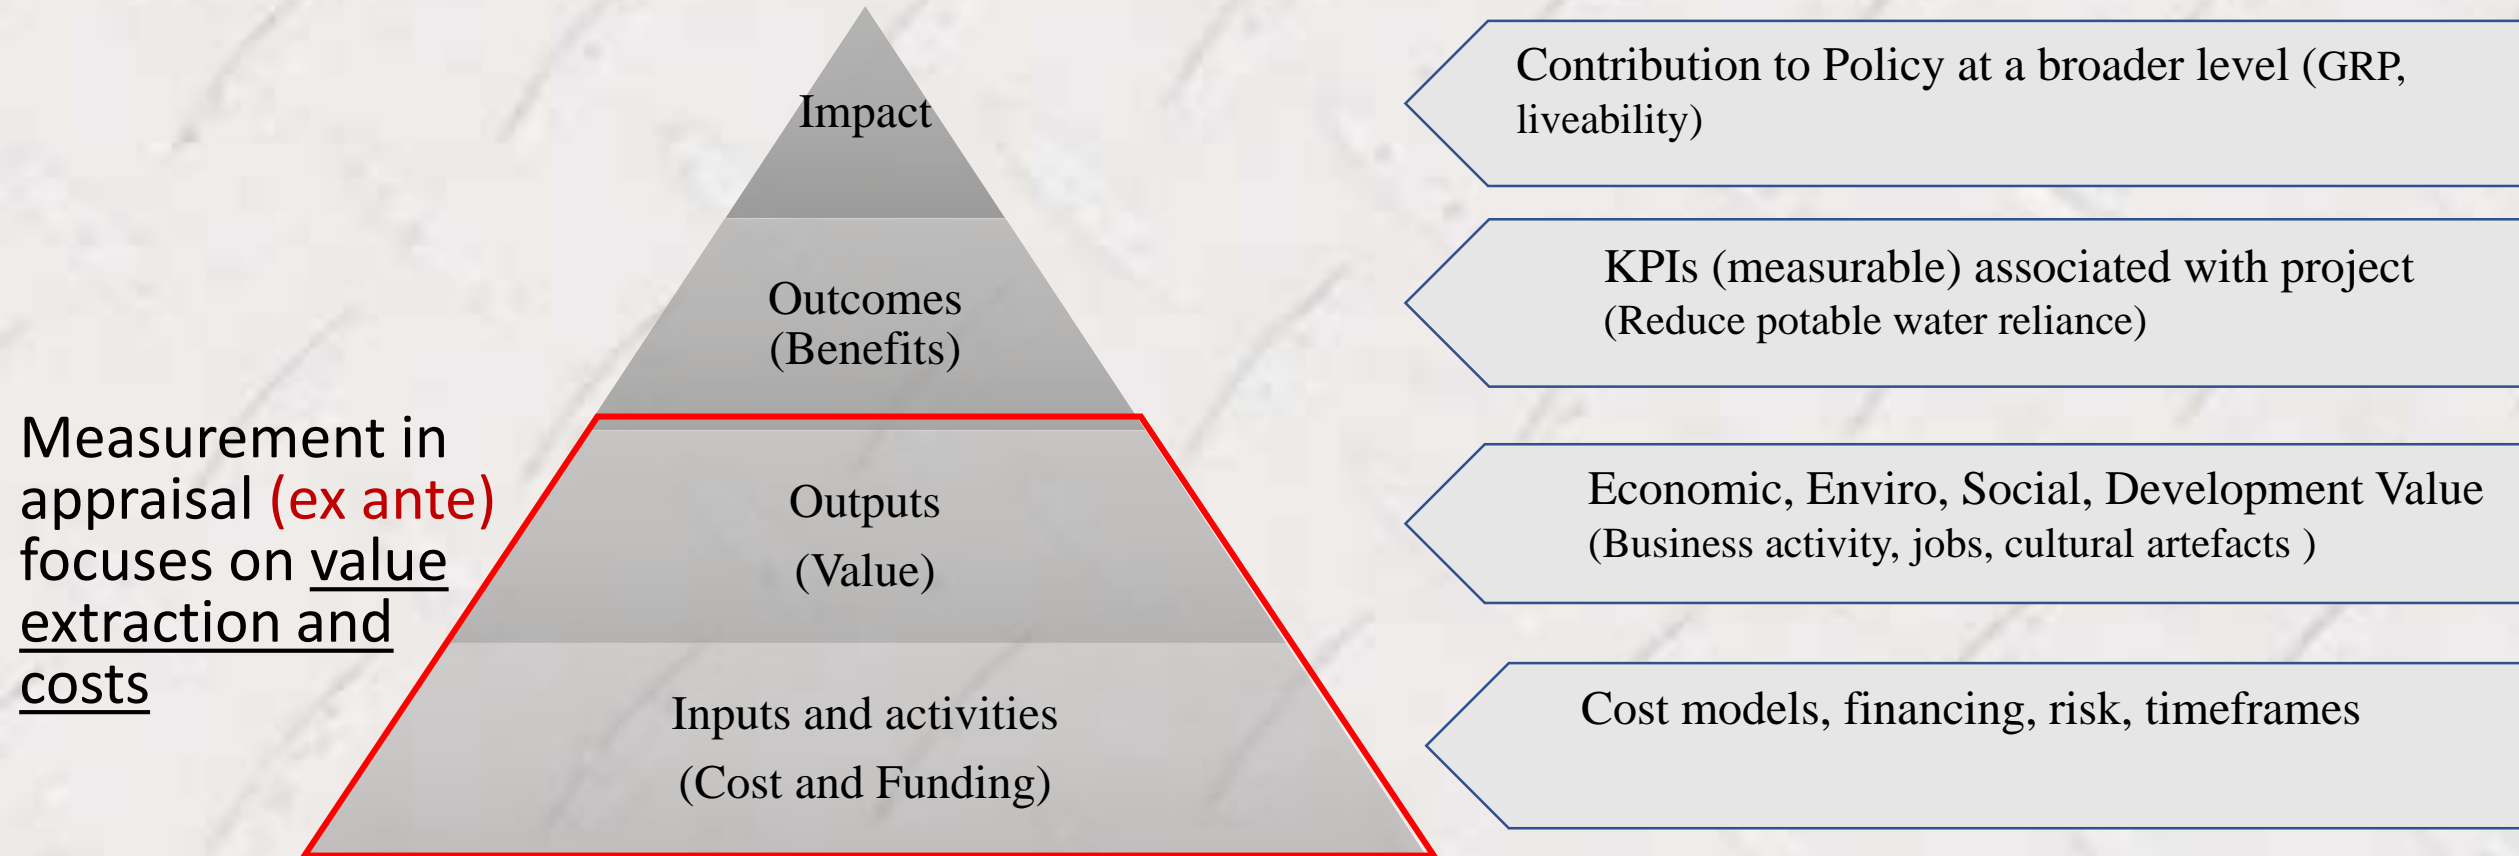 Impact
Contribution to Policy at a broader level (GRP,
liveability)
Outcomes
(Benefits)
KPIs (measurable) associated with project
(Reduce potable water reliance)
Measurement in
appraisal (ex ante)
focuses on value
extraction and
costs
Outputs
(Value)
Economic, Enviro, Social, Development Value
(Business activity, jobs, cultural artefacts )
Inputs and activities
(Cost and Funding)
Cost models, financing, risk, timeframes